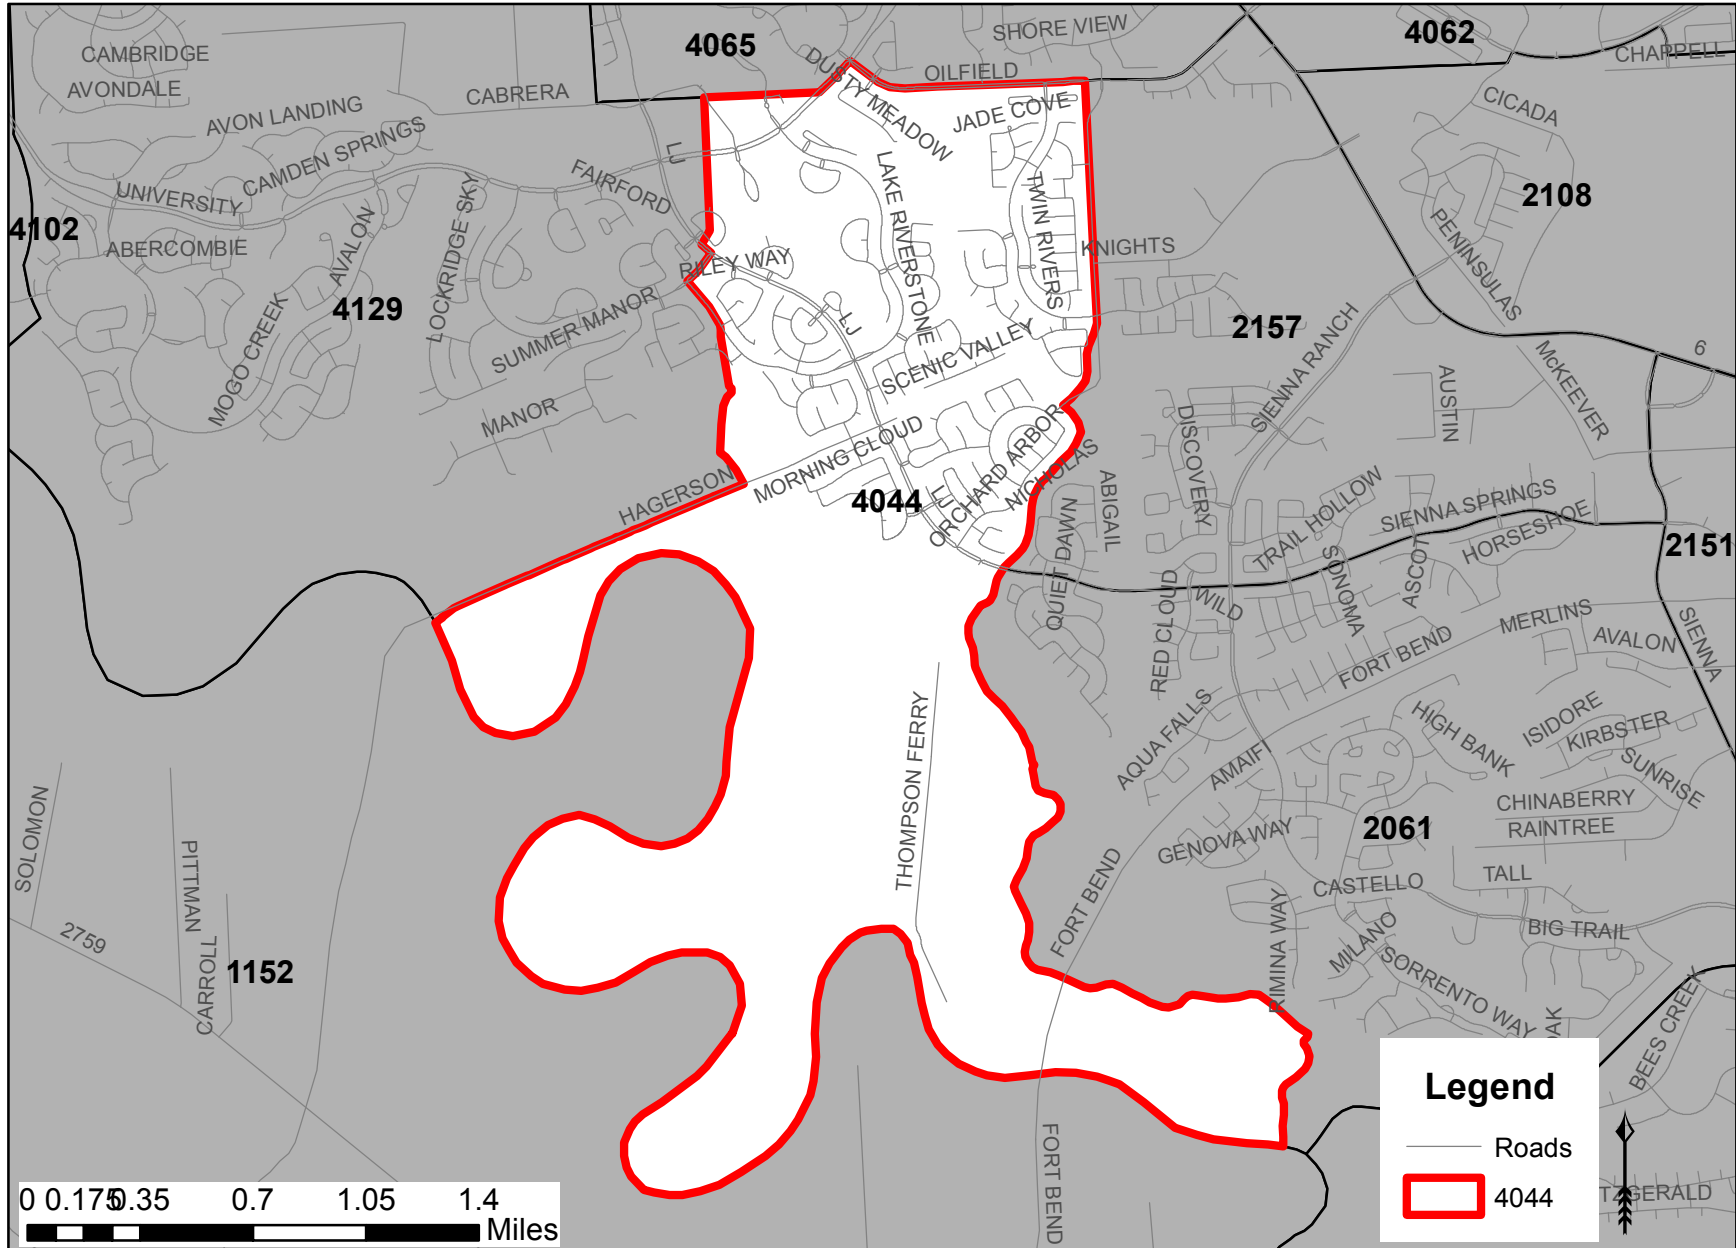 4065
SHORE VIEW
4062
CHAPPELL
CAMBRIDGE
AVONDALE
CABRERA
DUSTY MEADOW
OILFIELD
AVON LANDING
CAMDEN SPRINGS
JADE COVE
CICADA
LJ
FAIRFORD
UNIVERSITY
LAKE RIVERSTONE
TWIN RIVERS
2108
4102
ABERCOMBIE
AVALON
LOCKRIDGE SKY
RILEY WAY
KNIGHTS
PENINSULAS
MOGO CREEK
4129
SUMMER MANOR
LJ
2157
SIENNA RANCH
6
SCENIC VALLEY
McKEEVER
AUSTIN
MANOR
DISCOVERY
MORNING CLOUD
ORCHARD ARBOR
NICHOLAS
HAGERSON
4044
LJ
ABIGAIL
QUIET DAWN
TRAIL HOLLOW
SIENNA SPRINGS
HORSESHOE
2151
RED CLOUD
WILD
SONOMA
ASCOT
MERLINS
AVALON
SIENNA
FORT BEND
THOMPSON FERRY
AQUA FALLS
AMAIFI
HIGH BANK
ISIDORE
KIRBSTER
SUNRISE
SOLOMON
PITTMAN
CHINABERRY
RAINTREE
2061
GENOVA WAY
CASTELLO
TALL
2759
CARROLL
1152
FORT BEND
RIMINA WAY
MILANO
BIG TRAIL
SORRENTO WAY
OAK
BEES CREEK
FORT BEND
TZGERALD
Legend
Roads
4044
0 0.175 0.35 0.7 1.05 1.4
Miles